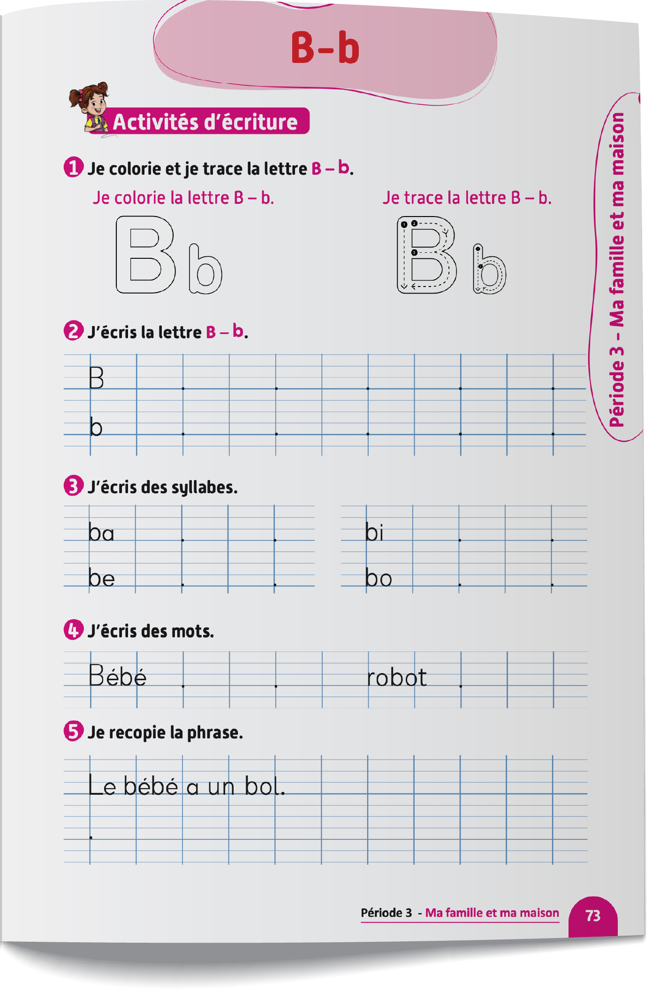 B-b
Activités d'écriture
1 Je colorie et je trace la lettre B – b.
Je colorie la lettre B – b.
Je trace la lettre B – b.
B b
1 2 3
B b
2 J'écris la lettre B – b.
B
b
3 J'écris des syllabes.
ba
bi
be
bo
4 J'écris des mots.
Bébé robot
5 Je recopie la phrase.
Le bébé a un bol.
Période 3 - Ma famille et ma maison
73
Période 3 – Ma famille et ma maison